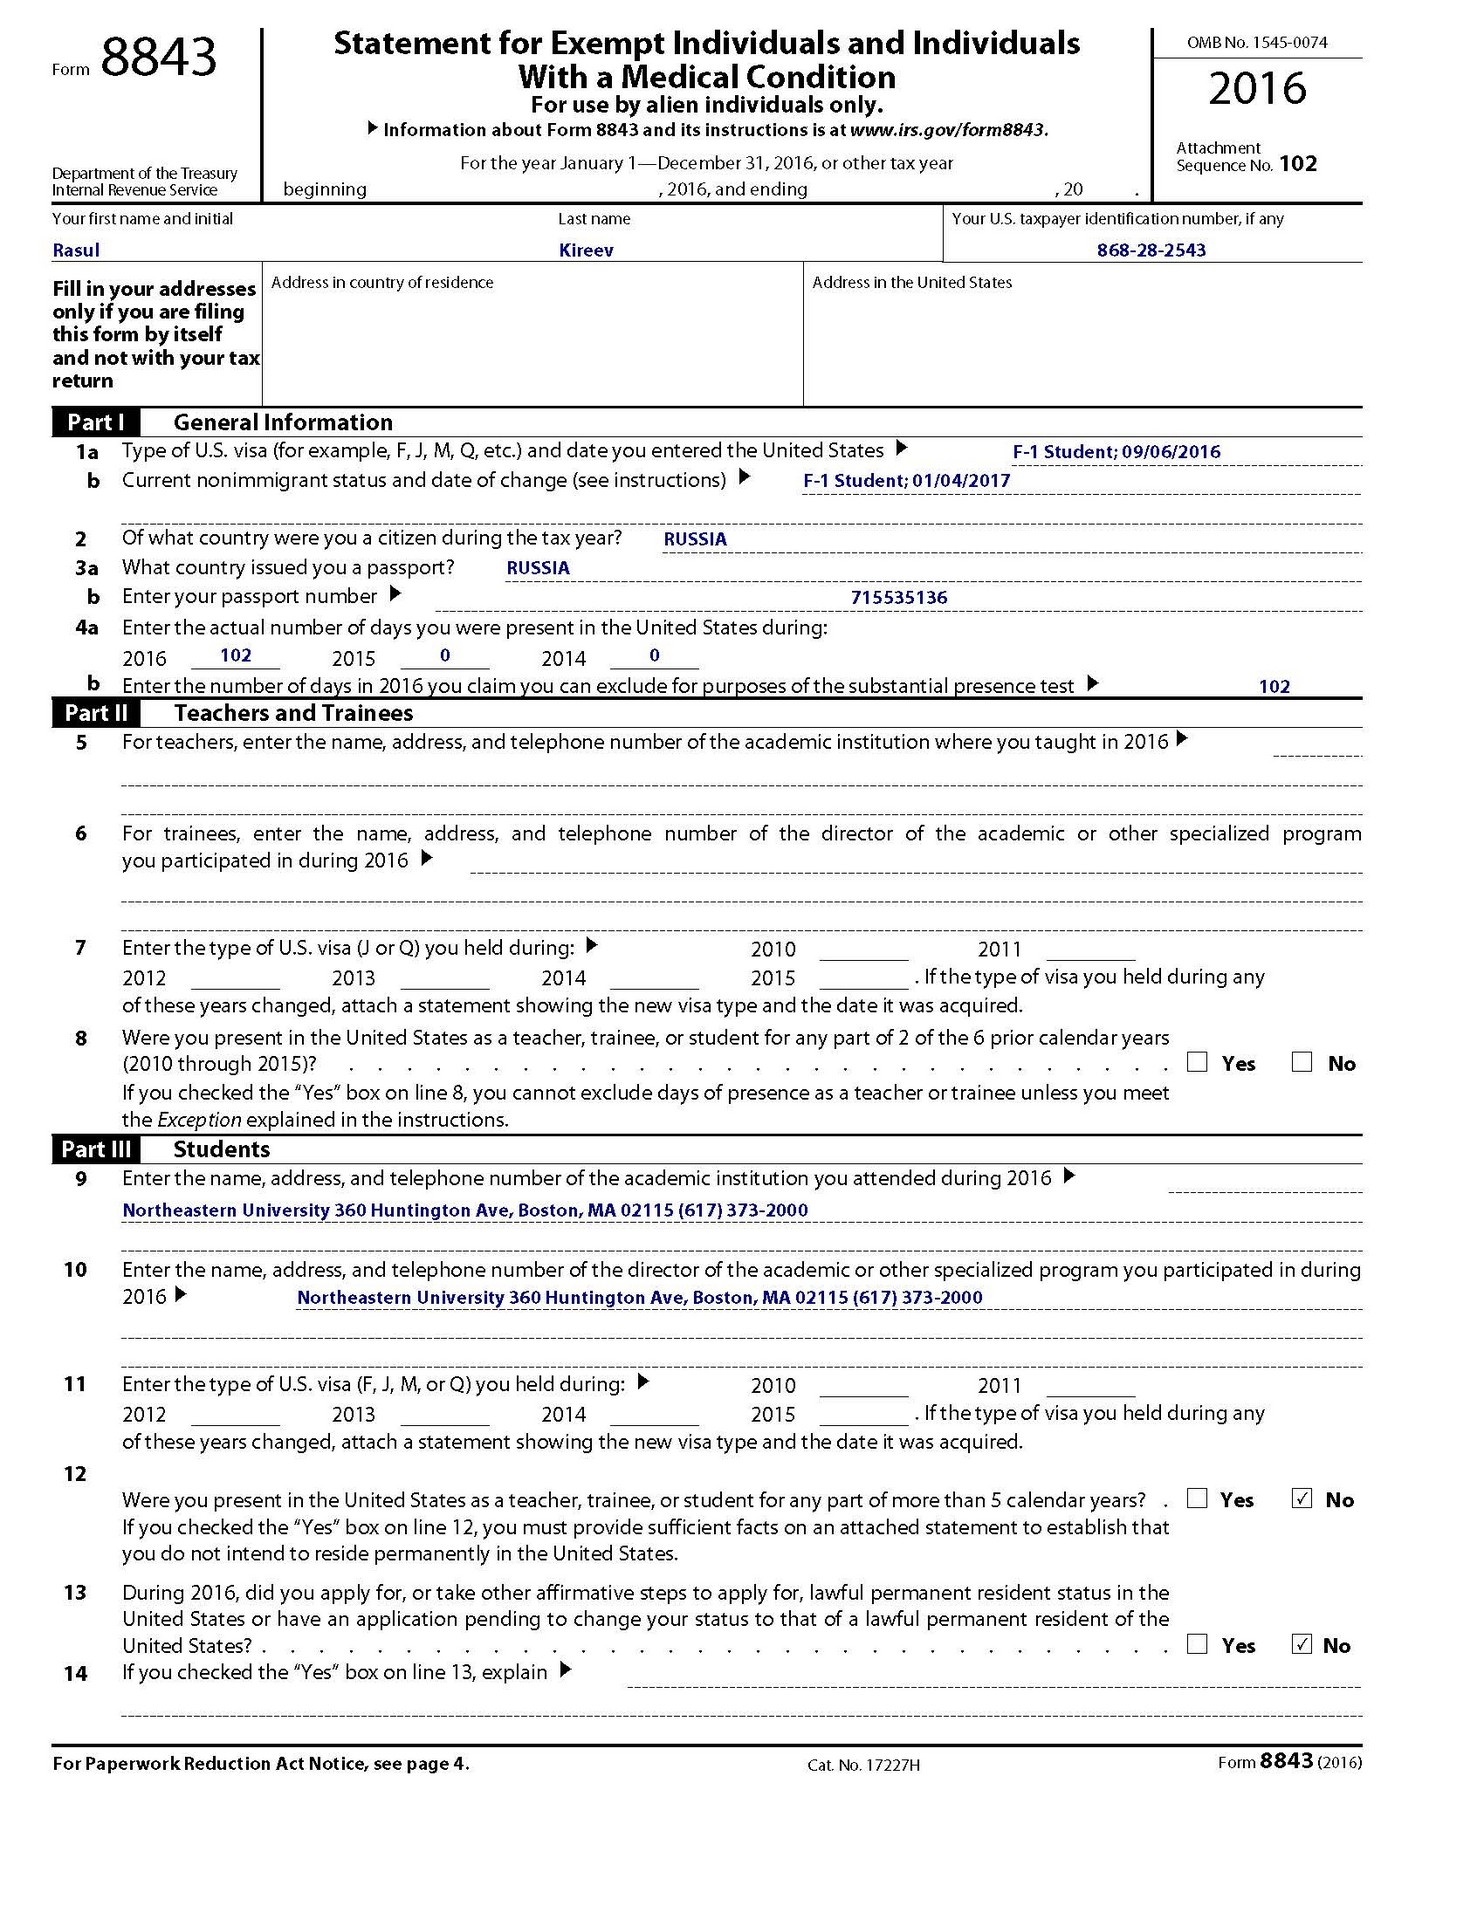 Form 8843
Department of the Treasury
Internal Revenue Service
Statement for Exempt Individuals and Individuals
With a Medical Condition
For use by alien individuals only.
▶ Information about Form 8843 and its instructions is at www.irs.gov/form8843.
For the year January 1—December 31, 2016, or other tax year
beginning , 2016, and ending , 20 .
OMB No. 1545-0074
2016
Attachment
Sequence No. 102
Your first name and initial Last name Your U.S. taxpayer identification number, if any
Rasul Kireev 868-28-2543
Fill in your addresses
only if you are filing
this form by itself
and not with your tax
return
Address in country of residence
Address in the United States
Part I General Information
1a Type of U.S. visa (for example, F, J, M, Q, etc.) and date you entered the United States ▶ F-1 Student; 09/06/2016
b Current nonimmigrant status and date of change (see instructions) ▶ F-1 Student; 01/04/2017
2 Of what country were you a citizen during the tax year? RUSSIA
3a What country issued you a passport? RUSSIA
b Enter your passport number ▶ 715535136
4a Enter the actual number of days you were present in the United States during:
2016 102 2015 0 2014 0
b Enter the number of days in 2016 you claim you can exclude for purposes of the substantial presence test ▶ 102
Part II Teachers and Trainees
5 For teachers, enter the name, address, and telephone number of the academic institution where you taught in 2016 ▶
6 For trainees, enter the name, address, and telephone number of the director of the academic or other specialized program
you participated in during 2016 ▶
7 Enter the type of U.S. visa (J or Q) you held during: ▶ 2010 2011
2012 2013 2014 2015 . If the type of visa you held during any
of these years changed, attach a statement showing the new visa type and the date it was acquired.
8 Were you present in the United States as a teacher, trainee, or student for any part of 2 of the 6 prior calendar years
(2010 through 2015)? . . . . . . . . . . . . . . . . . . . . . . . . . . . . . ☐ Yes ☐ No
If you checked the “Yes” box on line 8, you cannot exclude days of presence as a teacher or trainee unless you meet
the Exception explained in the instructions.
Part III Students
9 Enter the name, address, and telephone number of the academic institution you attended during 2016 ▶
Northeastern University 360 Huntington Ave, Boston, MA 02115 (617) 373-2000
10 Enter the name, address, and telephone number of the director of the academic or other specialized program you participated in during
2016 ▶ Northeastern University 360 Huntington Ave, Boston, MA 02115 (617) 373-2000
11 Enter the type of U.S. visa (F, J, M, or Q) you held during: ▶ 2010 2011
2012 2013 2014 2015 . If the type of visa you held during any
of these years changed, attach a statement showing the new visa type and the date it was acquired.
12
Were you present in the United States as a teacher, trainee, or student for any part of more than 5 calendar years? . ☐ Yes ☑ No
If you checked the “Yes” box on line 12, you must provide sufficient facts on an attached statement to establish that
you do not intend to reside permanently in the United States.
13 During 2016, did you apply for, or take other affirmative steps to apply for, lawful permanent resident status in the
United States or have an application pending to change your status to that of a lawful permanent resident of the
United States? . . . . . . . . . . . . . . . . . . . . . . . . . . . . . . . . ☐ Yes ☑ No
14 If you checked the “Yes” box on line 13, explain ▶
For Paperwork Reduction Act Notice, see page 4. Cat. No. 17227H Form 8843 (2016)